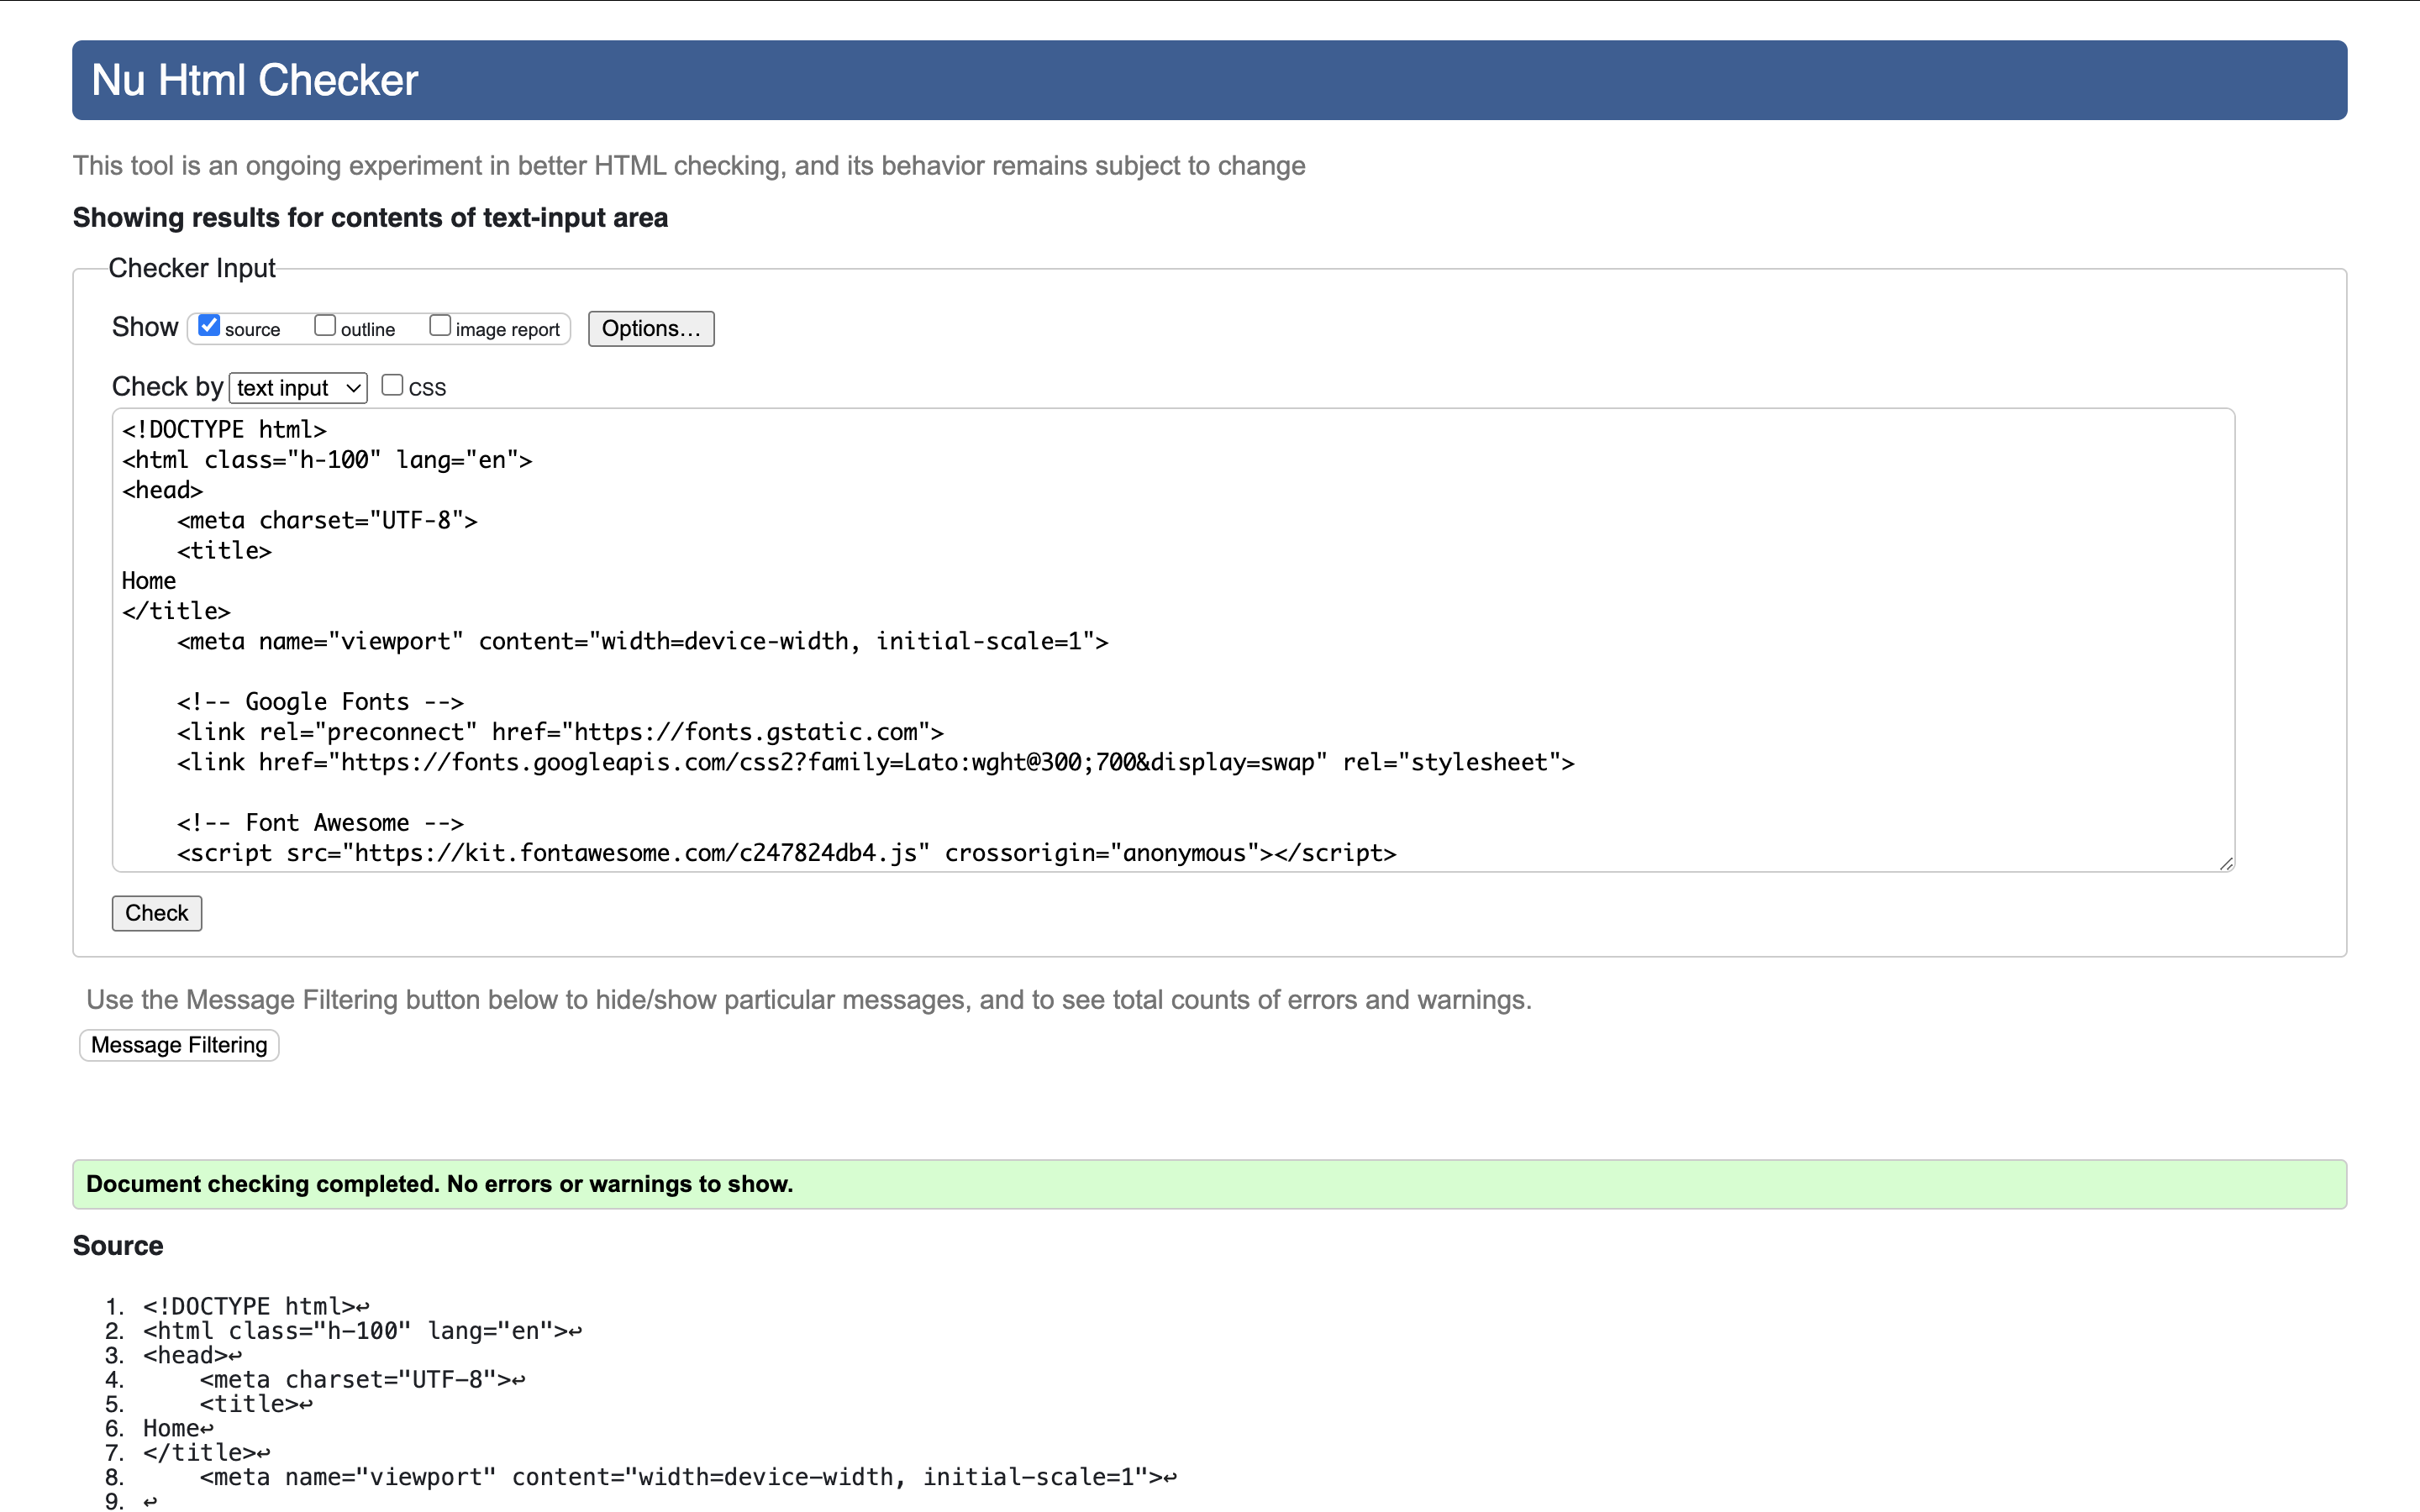 Nu Html Checker
This tool is an ongoing experiment in better HTML checking, and its behavior remains subject to change
Showing results for contents of text-input area
Checker Input
Show source outline image report Options...
Check by text input css
<!DOCTYPE html>
<html class="h-100" lang="en">
<head>
    <meta charset="UTF-8">
    <title>
Home
</title>
    <meta name="viewport" content="width=device-width, initial-scale=1">
    <!-- Google Fonts -->
    <link rel="preconnect" href="https://fonts.gstatic.com">
    <link href="https://fonts.googleapis.com/css2?family=Lato:wght@300;700&display=swap" rel="stylesheet">
    <!-- Font Awesome -->
    <script src="https://kit.fontawesome.com/c247824db4.js" crossorigin="anonymous"></script>
Check
Use the Message Filtering button below to hide/show particular messages, and to see total counts of errors and warnings.
Message Filtering
Document checking completed. No errors or warnings to show.
Source
1. <!DOCTYPE html>↩
2. <html class="h-100" lang="en">↩
3. <head>↩
4.     <meta charset="UTF-8">↩
5.     <title>↩
6. Home↩
7. </title>↩
8.     <meta name="viewport" content="width=device-width, initial-scale=1">↩
9. ↩